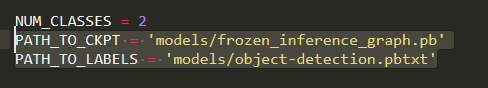 NUM_CLASSES = 2
PATH_TO_CKPT = 'models/frozen_inference_graph.pb'
PATH_TO_LABELS = 'models/object-detection.pbtxt'